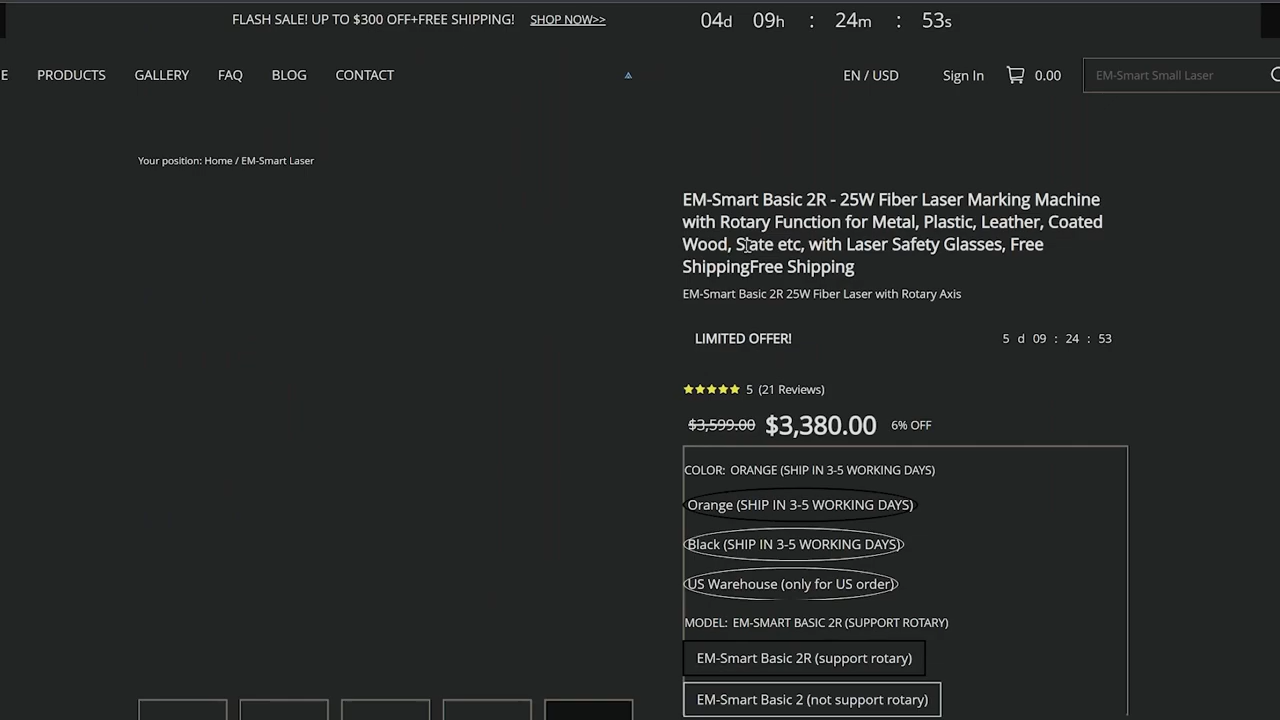 FLASH SALE! UP TO $300 OFF+FREE SHIPPING! SHOP NOW>> 04d 09h : 24m : 53s
E PRODUCTS GALLERY FAQ BLOG CONTACT EN / USD Sign In 0.00 EM-Smart Small Laser
Your position: Home / EM-Smart Laser
EM-Smart Basic 2R - 25W Fiber Laser Marking Machine
with Rotary Function for Metal, Plastic, Leather, Coated
Wood, Slate etc, with Laser Safety Glasses, Free
ShippingFree Shipping
EM-Smart Basic 2R 25W Fiber Laser with Rotary Axis
LIMITED OFFER! 5 d 09 : 24 : 53
5 (21 Reviews)
$3,599.00 $3,380.00 6% OFF
COLOR: ORANGE (SHIP IN 3-5 WORKING DAYS)
Orange (SHIP IN 3-5 WORKING DAYS)
Black (SHIP IN 3-5 WORKING DAYS)
US Warehouse (only for US order)
MODEL: EM-SMART BASIC 2R (SUPPORT ROTARY)
EM-Smart Basic 2R (support rotary)
EM-Smart Basic 2 (not support rotary)